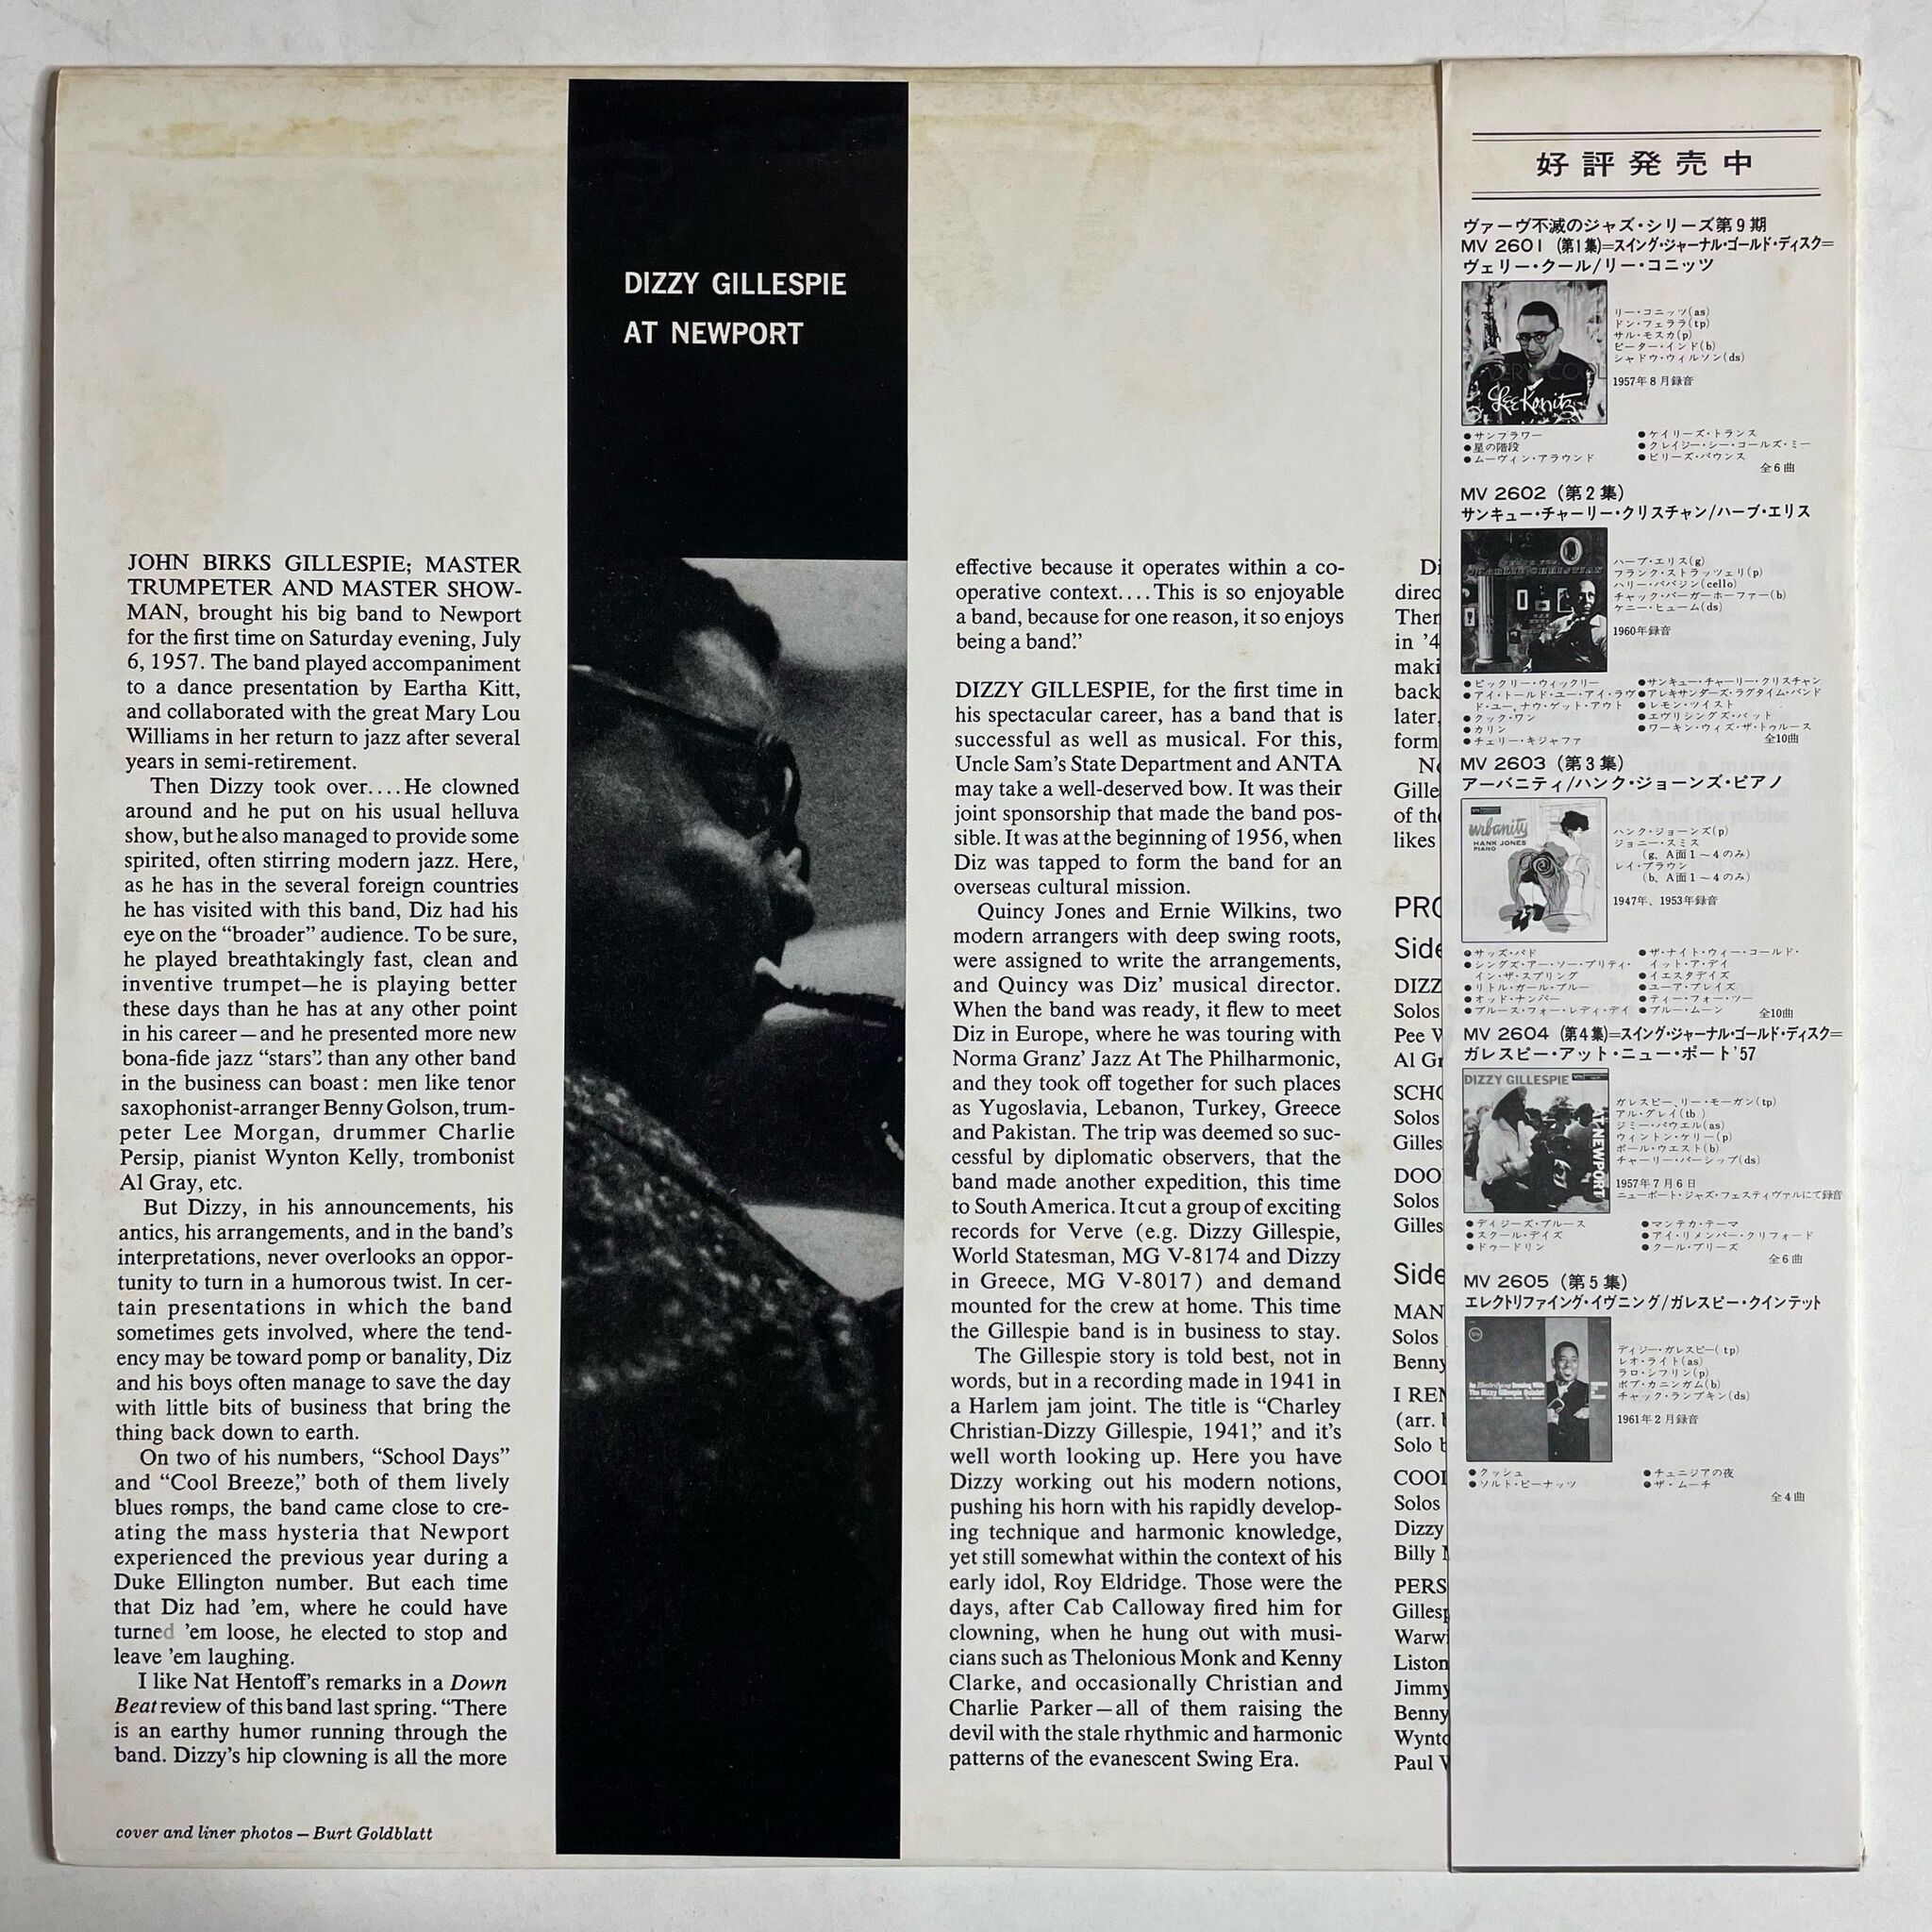 DIZZY GILLESPIE
AT NEWPORT
JOHN BIRKS GILLESPIE; MASTER
TRUMPETER AND MASTER SHOW-
MAN, brought his big band to Newport
for the first time on Saturday evening, July
6, 1957. The band played accompaniment
to a dance presentation by Eartha Kitt,
and collaborated with the great Mary Lou
Williams in her return to jazz after several
years in semi-retirement.
Then Dizzy took over....He clowned
around and he put on his usual helluva
show, but he also managed to provide some
spirited, often stirring modern jazz. Here,
as he has in the several foreign countries
he has visited with this band, Diz had his
eye on the “broader” audience. To be sure,
he played breathtakingly fast, clean and
inventive trumpet—he is playing better
these days than he has at any other point
in his career—and he presented more new
bona-fide jazz “stars”: than any other band
in the business can boast: men like tenor
saxophonist-arranger Benny Golson, trum-
peter Lee Morgan, drummer Charlie
Persip, pianist Wynton Kelly, trombonist
Al Gray, etc.
But Dizzy, in his announcements, his
antics, his arrangements, and in the band's
interpretations, never overlooks an oppor-
tunity to turn in a humorous twist. In cer-
tain presentations in which the band
sometimes gets involved, where the tend-
ency may be toward pomp or banality, Diz
and his boys often manage to save the day
with little bits of business that bring the
thing back down to earth.
On two of his numbers, “School Days”
and “Cool Breeze,” both of them lively
blues romps, the band came close to cre-
ating the mass hysteria that Newport
experienced the previous year during a
Duke Ellington number. But each time
that Diz had 'em, where he could have
turned 'em loose, he elected to stop and
leave 'em laughing.
I like Nat Hentoff's remarks in a Down
Beat review of this band last spring. “There
is an earthy humor running through the
band. Dizzy's hip clowning is all the more
cover and liner photos — Burt Goldblatt
effective because it operates within a co-
operative context....This is so enjoyable
a band, because for one reason, it so enjoys
being a band.”
DIZZY GILLESPIE, for the first time in
his spectacular career, has a band that is
successful as well as musical. For this,
Uncle Sam's State Department and ANTA
may take a well-deserved bow. It was their
joint sponsorship that made the band pos-
sible. It was at the beginning of 1956, when
Diz was tapped to form the band for an
overseas cultural mission.
Quincy Jones and Ernie Wilkins, two
modern arrangers with deep swing roots,
were assigned to write the arrangements,
and Quincy was Diz' musical director.
When the band was ready, it flew to meet
Diz in Europe, where he was touring with
Norma Granz' Jazz At The Philharmonic,
and they took off together for such places
as Yugoslavia, Lebanon, Turkey, Greece
and Pakistan. The trip was deemed so suc-
cessful by diplomatic observers, that the
band made another expedition, this time
to South America. It cut a group of exciting
records for Verve (e.g. Dizzy Gillespie,
World Statesman, MG V-8174 and Dizzy
in Greece, MG V-8017) and demand
mounted for the crew at home. This time
the Gillespie band is in business to stay.
The Gillespie story is told best, not in
words, but in a recording made in 1941 in
a Harlem jam joint. The title is “Charley
Christian-Dizzy Gillespie, 1941,” and it's
well worth looking up. Here you have
Dizzy working out his modern notions,
pushing his horn with his rapidly develop-
ing technique and harmonic knowledge,
yet still somewhat within the context of his
early idol, Roy Eldridge. Those were the
days, after Cab Calloway fired him for
clowning, when he hung out with musi-
cians such as Thelonious Monk and Kenny
Clarke, and occasionally Christian and
Charlie Parker—all of them raising the
devil with the stale rhythmic and harmonic
patterns of the evanescent Swing Era.
Di
direc
Then
in '4
maki
back
later,
form
Gille
of the
likes
Side
DIZZ
Solos
Pee
Al Gr
Solos
Gilles
DOO
Solos
Gilles
Side
MAN
Solos
Benny
I REM
(arr.
Solo
COOL
Solos
Dizzy
Billy
PERS
Gillesp
Warwi
Liston
Jimmy
Benny
Wynto
Paul
好評発売中
ヴァーヴ不滅のジャズ・シリーズ第9期
MV 2601 (第1集)=スイング・ジャーナル・ゴールド・ディスク=
ヴェリー・クール/リー・コニッツ
VERY COOL
Lee Konitz
リー・コニッツ(as)
ドン・フェララ(tp)
サル・モスカ(p)
ピーター・インド(b)
シャドウ・ウィルソン(ds)
1957年8月録音
●サンフラワー
●星の階段
●ムーヴィン・アラウンド
●ケイリーズ・トランス
●クレイジー・シー・コールズ・ミー
●ビリーズ・バウンス
全6曲
MV 2602 (第2集)
サンキュー・チャーリー・クリスチャン/ハーブ・エリス
ハーブ・エリス(g)
フランク・ストラッツェリ(p)
ハリー・ババジン(cello)
チャック・バーガーホーファー(b)
ケニー・ヒューム(ds)
1960年録音
●ピックリー・ウィックリー
●アイ・トールド・ユー・アイ・ラヴ
ド・ユー, ナウ・ゲット・アウト
●クック・ワン
●カリン
●チェリー・キジャファ
●サンキュー・チャーリー・クリスチャン
●アレキサンダーズ・ラグタイム・バンド
●レモン・ツイスト
●エヴリシングズ・パット
●ワーキン・ウィズ・ザ・トゥルース
全10曲
MV 2603 (第3集)
アーバニティ/ハンク・ジョーンズ・ピアノ
urbanity
HANK JONES
PIANO
ハンク・ジョーンズ(p)
ジョニー・スミス
(g、A面1～4のみ)
レイ・ブラウン
(b、A面1～4のみ)
1947年、1953年録音
●サッズ・バド
●シングズ・アー・ソー・プリティ・
イン・ザ・スプリング
●リトル・ガール・ブルー
●オッド・ナンバー
●ブルース・フォー・レディ・デイ
●ザ・ナイト・ウィー・コールド・
イット・ア・デイ
●イエスタデイズ
●ユーア・ブレイズ
●ティー・フォー・ツー
●ブルー・ムーン
全10曲
MV 2604 (第4集)=スイング・ジャーナル・ゴールド・ディスク=
ガレスピー・アット・ニュー・ポート'57
DIZZY GILLESPIE
AT NEWPORT
ガレスピー、リー・モーガン(tp)
アル・グレイ(tb)
ジミー・パウエル(as)
ウィントン・ケリー(p)
ポール・ウエスト(b)
チャーリー・パーシップ(ds)
1957年7月6日
ニューポート・ジャズ・フェスティヴァルにて録音
●ディジーズ・ブルース
●スクール・デイズ
●ドゥードリン
●マンテカ・テーマ
●アイ・リメンバー・クリフォード
●クール・ブリーズ
全6曲
MV 2605 (第5集)
エレクトリファイング・イヴニング/ガレスピー・クインテット
An Electrifying Evening With
The Dizzy Gillespie Quintet
ディジー・ガレスピー(tp)
レオ・ライト(as)
ラロ・シフリン(p)
ボブ・カニンガム(b)
チャック・ランプキン(ds)
1961年2月録音
●クッシュ
●ソルト・ピーナッツ
●チュニジアの夜
●ザ・ムーチ
全4曲